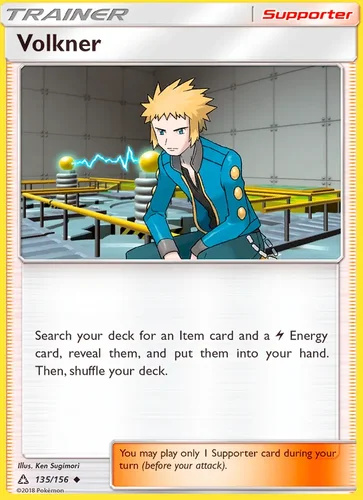 TRAINER
Supporter
Volkner
Search your deck for an Item card and a Energy
card, reveal them, and put them into your hand.
Then, shuffle your deck.
Illus. Ken Sugimori
135/156
©2018 Pokémon
You may play only 1 Supporter card during your
turn (before your attack).